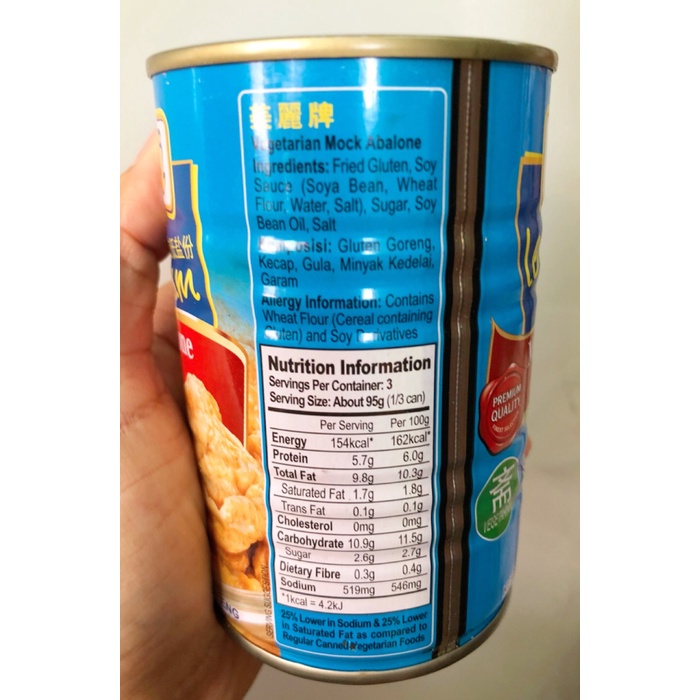 麗牌
Vegetarian Mock Abalone
Ingredients: Fried Gluten, Soy
Sauce (Soya Bean, Wheat
Flour, Water, Salt), Sugar, Soy
Bean Oil, Salt
Komposisi: Gluten Goreng,
Kecap, Gula, Minyak Kedelai,
Garam
Allergy Information: Contains
Wheat Flour (Cereal containing
Gluten) and Soy Derivatives
Nutrition Information
Servings Per Container: 3
Serving Size: About 95g (1/3 can)
Per Serving Per 100g
Energy 154kcal* 162kcal*
Protein 5.7g 6.0g
Total Fat 9.8g 10.3g
Saturated Fat 1.7g 1.8g
Trans Fat 0.1g 0.1g
Cholesterol 0mg 0mg
Carbohydrate 10.9g 11.5g
Sugar 2.6g 2.7g
Dietary Fibre 0.3g 0.4g
Sodium 519mg 546mg
*1kcal = 4.2kJ
25% Lower in Sodium & 25% Lower
in Saturated Fat as compared to
Regular Canned Vegetarian Foods
SERVING SUGGESTION
盐份
PREMIUM
QUALITY
斋